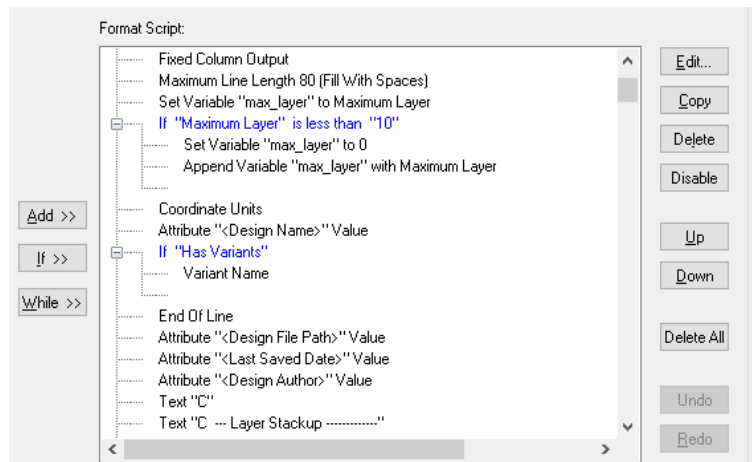 Format Script:
Fixed Column Output
Maximum Line Length 80 (Fill With Spaces)
Set Variable "max_layer" to Maximum Layer
If "Maximum Layer" is less than "10"
Set Variable "max_layer" to 0
Append Variable "max_layer" with Maximum Layer
Coordinate Units
Attribute "<Design Name>" Value
If "Has Variants"
Variant Name
End Of Line
Attribute "<Design File Path>" Value
Attribute "<Last Saved Date>" Value
Attribute "<Design Author>" Value
Text "C"
Text "C --- Layer Stackup -------------"
Add >>
If >>
While >>
Edit...
Copy
Delete
Disable
Up
Down
Delete All
Undo
Redo